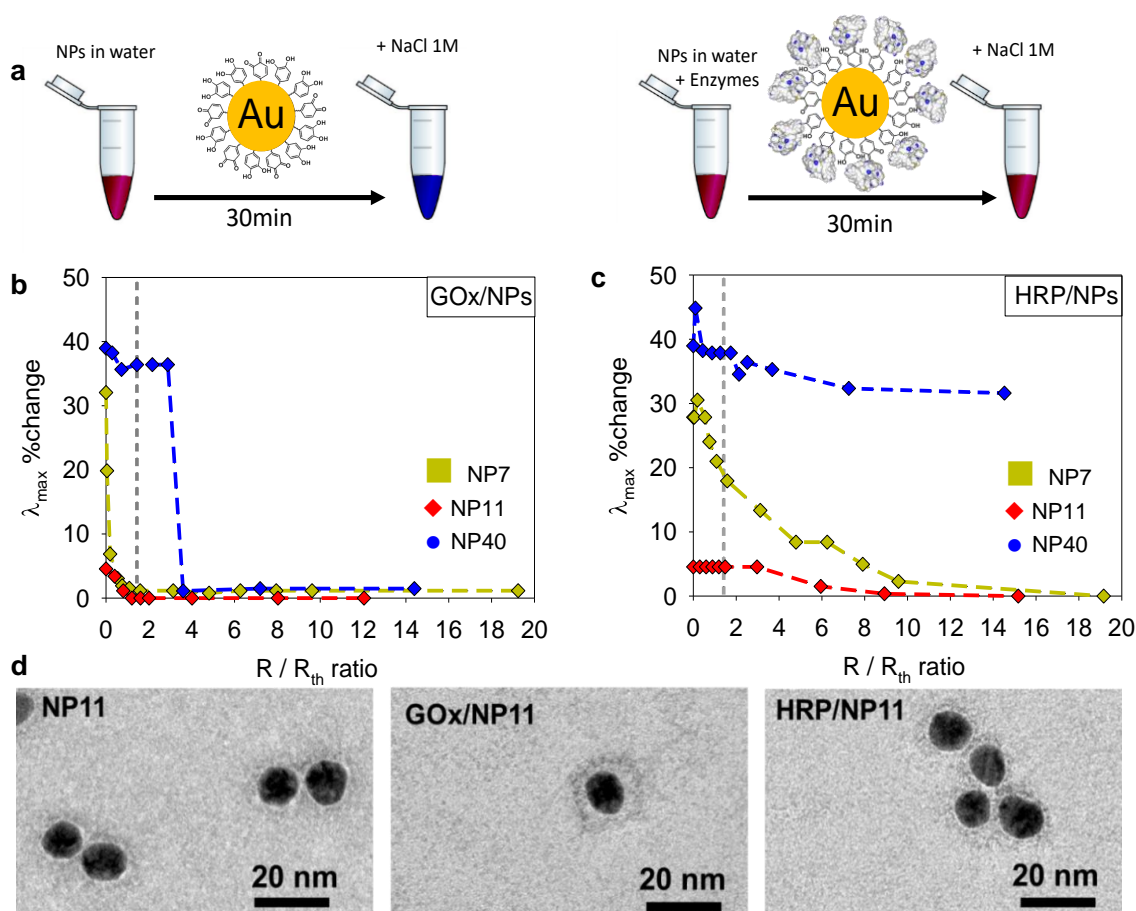 a
NPs in water
+ NaCl 1M
Au
30min
NPs in water
+ Enzymes
+ NaCl 1M
Au
30min
b
GOx/NPs
λmax %change
50
40
30
20
10
0
NP7
NP11
NP40
0 2 4 6 8 10 12 14 16 18 20
R / Rth ratio
c
HRP/NPs
λmax %change
50
40
30
20
10
0
NP7
NP11
NP40
0 2 4 6 8 10 12 14 16 18 20
R / Rth ratio
d
NP11
20 nm
GOx/NP11
20 nm
HRP/NP11
20 nm